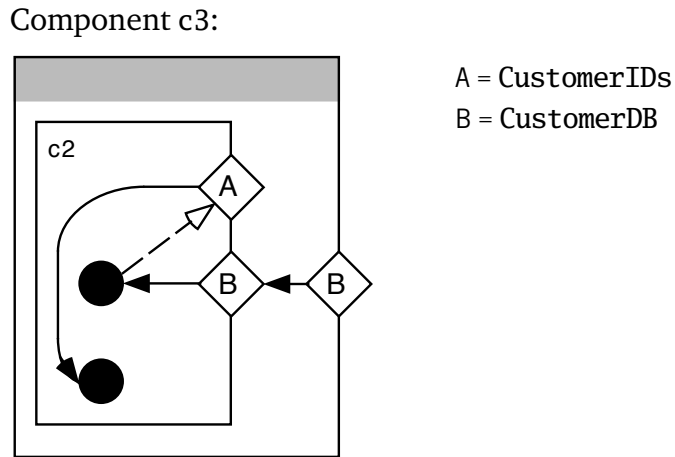 Component c3:
A = CustomerIDs
B = CustomerDB
c2
A
B
B